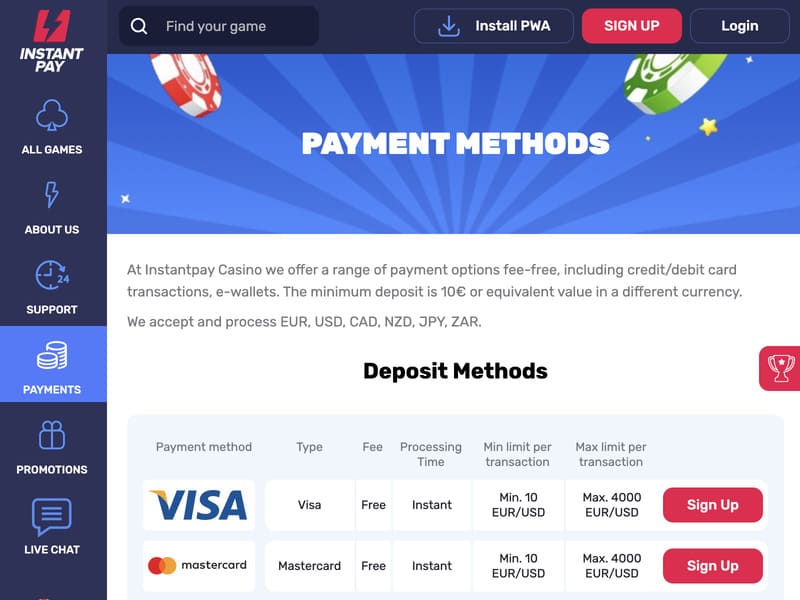 INSTANT
PAY
Find your game
Install PWA
SIGN UP
Login
ALL GAMES
ABOUT US
24
SUPPORT
PAYMENTS
PROMOTIONS
LIVE CHAT
PAYMENT METHODS
At Instantpay Casino we offer a range of payment options fee-free, including credit/debit card
transactions, e-wallets. The minimum deposit is 10€ or equivalent value in a different currency.
We accept and process EUR, USD, CAD, NZD, JPY, ZAR.
Deposit Methods
Payment method Type Fee Processing Time Min limit per transaction Max limit per transaction
VISA Visa Free Instant Min. 10 EUR/USD Max. 4000 EUR/USD Sign Up
mastercard Mastercard Free Instant Min. 10 EUR/USD Max. 4000 EUR/USD Sign Up